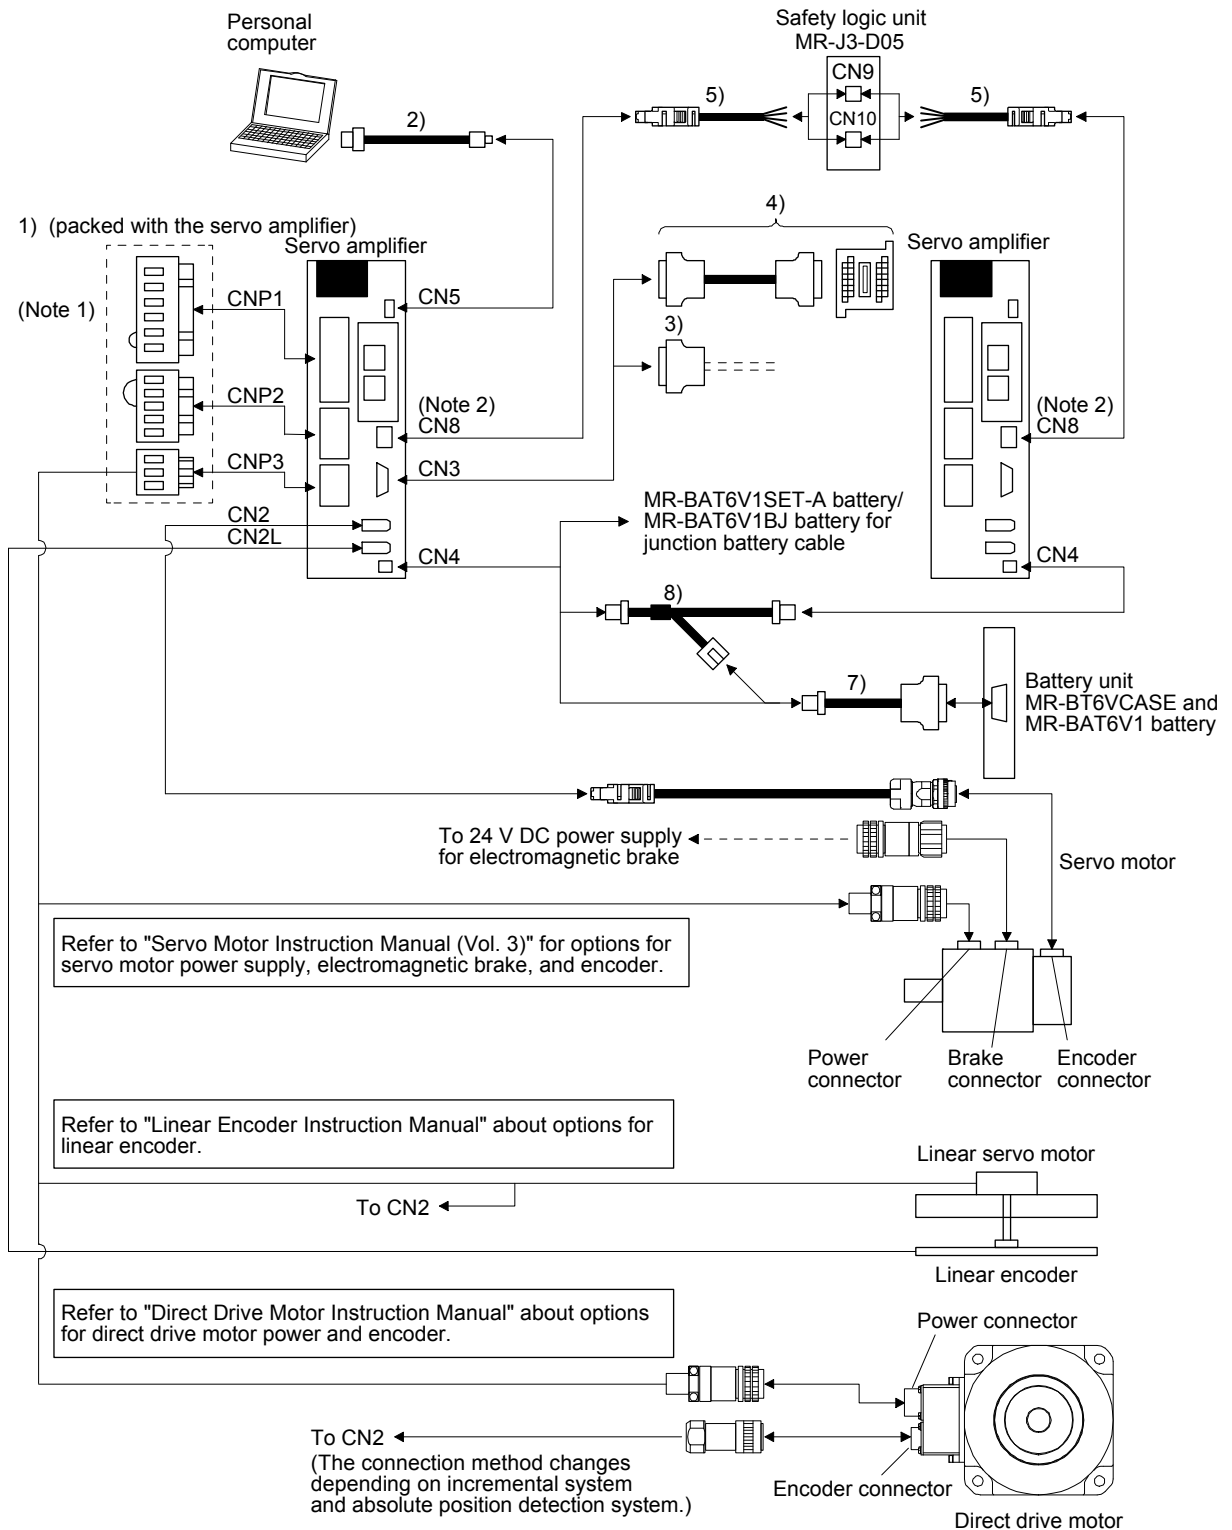 Personal
computer
Safety logic unit
MR-J3-D05
CN9
CN10
2)
5)
5)
1) (packed with the servo amplifier)
Servo amplifier
4)
Servo amplifier
(Note 1)
CNP1
CN5
3)
CNP2
(Note 2)
CN8
(Note 2)
CN8
CNP3
CN3
MR-BAT6V1SET-A battery/
MR-BAT6V1BJ battery for
junction battery cable
CN2
CN2L
CN4
CN4
8)
7)
Battery unit
MR-BT6VCASE and
MR-BAT6V1 battery
To 24 V DC power supply
for electromagnetic brake
Servo motor
Refer to "Servo Motor Instruction Manual (Vol. 3)" for options for
servo motor power supply, electromagnetic brake, and encoder.
Power
connector
Brake
connector
Encoder
connector
Refer to "Linear Encoder Instruction Manual" about options for
linear encoder.
Linear servo motor
To CN2
Linear encoder
Refer to "Direct Drive Motor Instruction Manual" about options
for direct drive motor power and encoder.
Power connector
To CN2
(The connection method changes
depending on incremental system
and absolute position detection system.)
Encoder connector
Direct drive motor